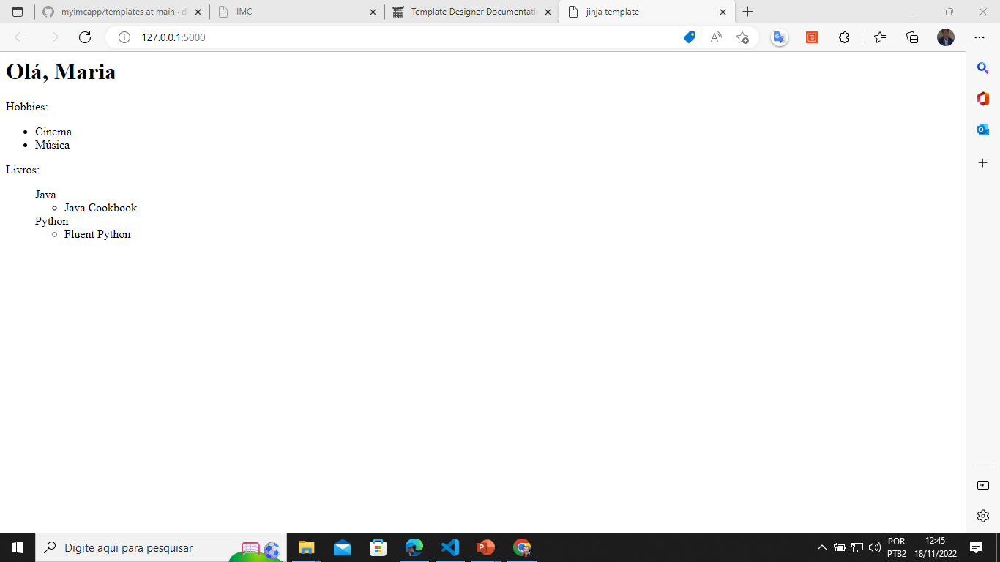 myimcapp/templates at main · d
IMC
Template Designer Documentati
jinja template
127.0.0.1:5000
Olá, Maria
Hobbies:
Cinema
Música
Livros:
Java
Java Cookbook
Python
Fluent Python
Digite aqui para pesquisar
POR
PTB2
12:45
18/11/2022